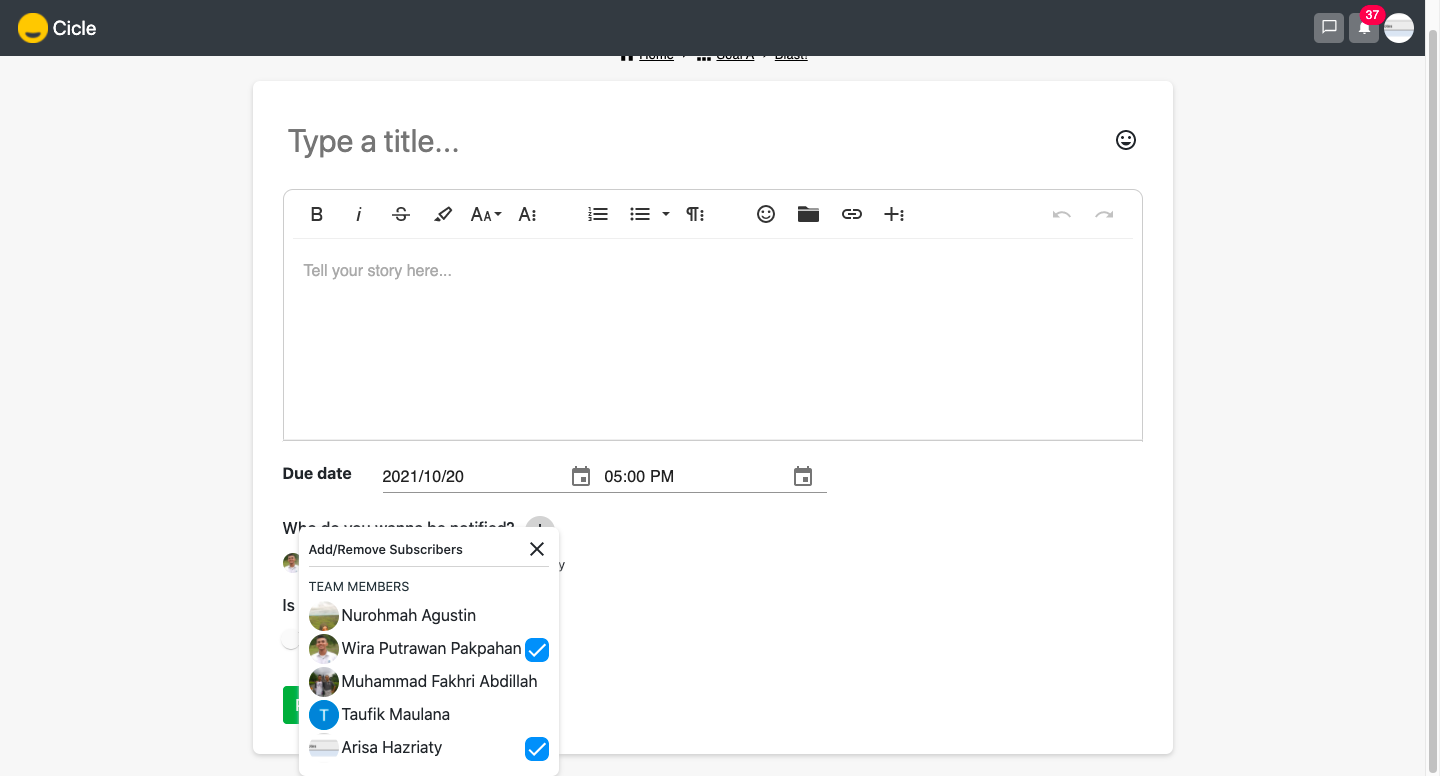 Cicle
37
Home
Goal A
Blast!
Type a title...
B i S AA A
Tell your story here...
Due date 2021/10/20 05:00 PM
Who do you wanna be notified?
Add/Remove Subscribers
TEAM MEMBERS
Nurohmah Agustin
Is
Wira Putrawan Pakpahan
Muhammad Fakhri Abdillah
T Taufik Maulana
Arisa Hazriaty